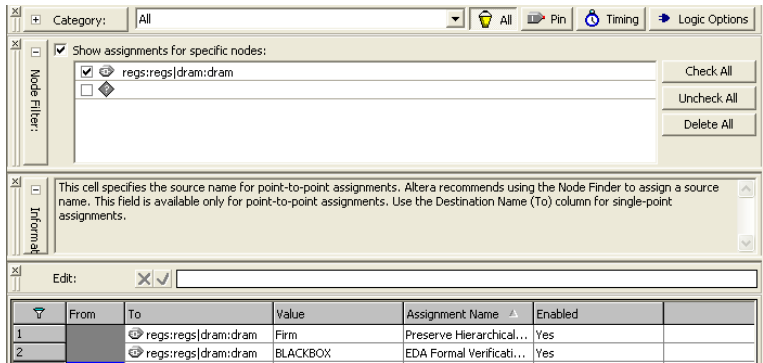 Category: All All Pin Timing Logic Options
Show assignments for specific nodes:
Node Filter:
regs:regs|dram:dram
Check All
Uncheck All
Delete All
Informat
This cell specifies the source name for point-to-point assignments. Altera recommends using the Node Finder to assign a source
name. This field is available only for point-to-point assignments. Use the Destination Name (To) column for single-point
assignments.
Edit:
From To Value Assignment Name Enabled
1 regs:regs|dram:dram Firm Preserve Hierarchical... Yes
2 regs:regs|dram:dram BLACKBOX EDA Formal Verificati... Yes